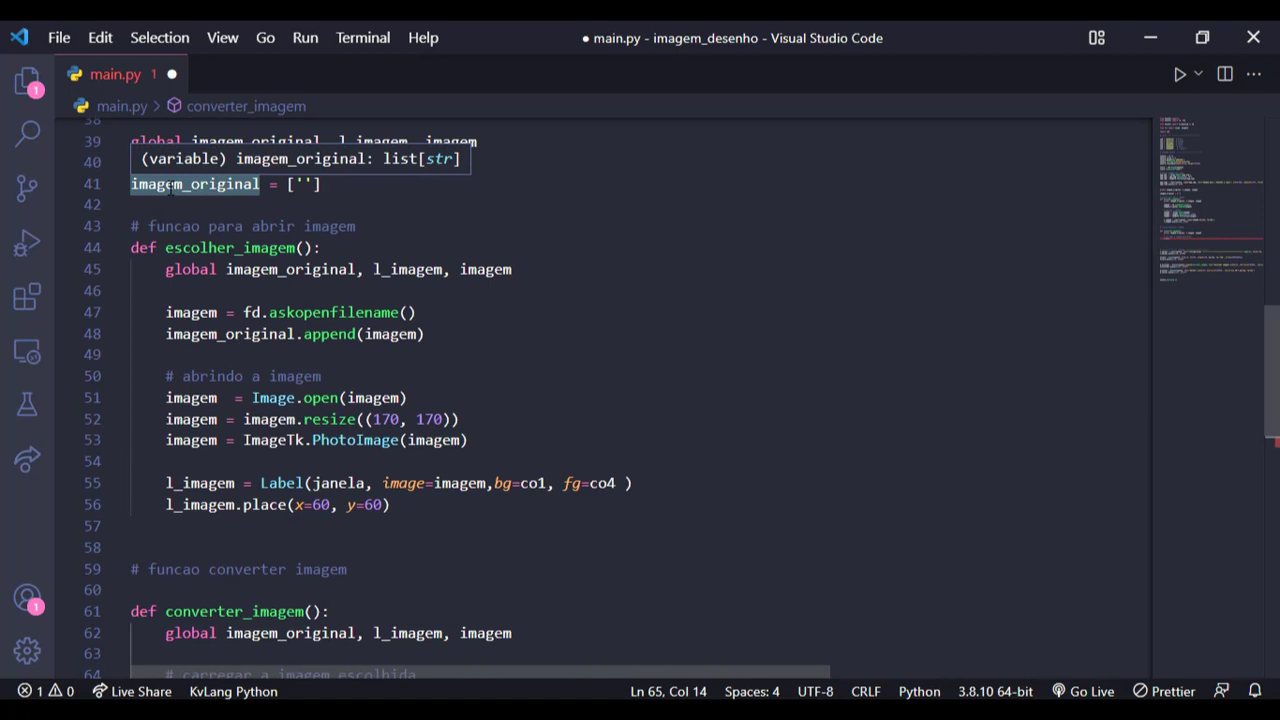 File Edit Selection View Go Run Terminal Help
● main.py - imagem_desenho - Visual Studio Code
main.py 1
main.py > converter_imagem
38
39 global imagem_original, l_imagem, imagem
(variable) imagem_original: list[str]
40
41 imagem_original = ['']
42
43 # funcao para abrir imagem
44 def escolher_imagem():
45 global imagem_original, l_imagem, imagem
46
47 imagem = fd.askopenfilename()
48 imagem_original.append(imagem)
49
50 # abrindo a imagem
51 imagem  = Image.open(imagem)
52 imagem = imagem.resize((170, 170))
53 imagem = ImageTk.PhotoImage(imagem)
54
55 l_imagem = Label(janela, image=imagem,bg=co1, fg=co4 )
56 l_imagem.place(x=60, y=60)
57
58
59 # funcao converter imagem
60
61 def converter_imagem():
62 global imagem_original, l_imagem, imagem
63
64 # carregar a imagem escolhida
1
1
1 0 Live Share KvLang Python Ln 65, Col 14 Spaces: 4 UTF-8 CRLF Python 3.8.10 64-bit Go Live Prettier